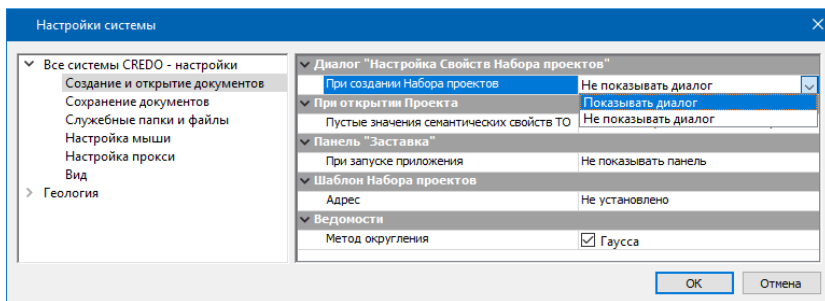 Настройки системы
Все системы CREDO - настройки
Создание и открытие документов
Сохранение документов
Служебные папки и файлы
Настройка мыши
Настройка прокси
Вид
Геология
Диалог "Настройка Свойств Набора проектов"
При создании Набора проектов Не показывать диалог
При открытии Проекта Показывать диалог
Пустые значения семантических свойств ТО Не показывать диалог
Панель "Заставка"
При запуске приложения Не показывать панель
Шаблон Набора проектов
Адрес Не установлено
Ведомости
Метод округления Гаусса
ОК Отмена